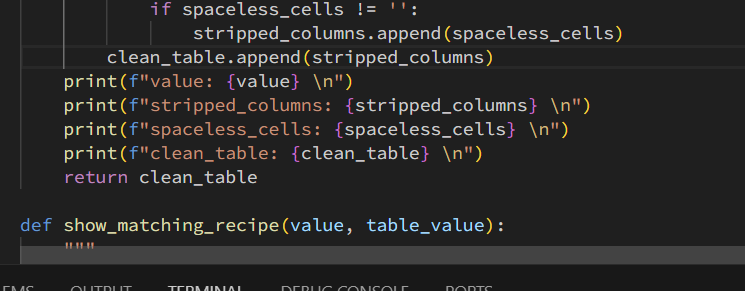 if spaceless_cells != '':
stripped_columns.append(spaceless_cells)
clean_table.append(stripped_columns)
print(f"value: {value} \n")
print(f"stripped_columns: {stripped_columns} \n")
print(f"spaceless_cells: {spaceless_cells} \n")
print(f"clean_table: {clean_table} \n")
return clean_table
def show_matching_recipe(value, table_value):
"""
OUTPUT TERMINAL DEBUG CONSOLE PORTS